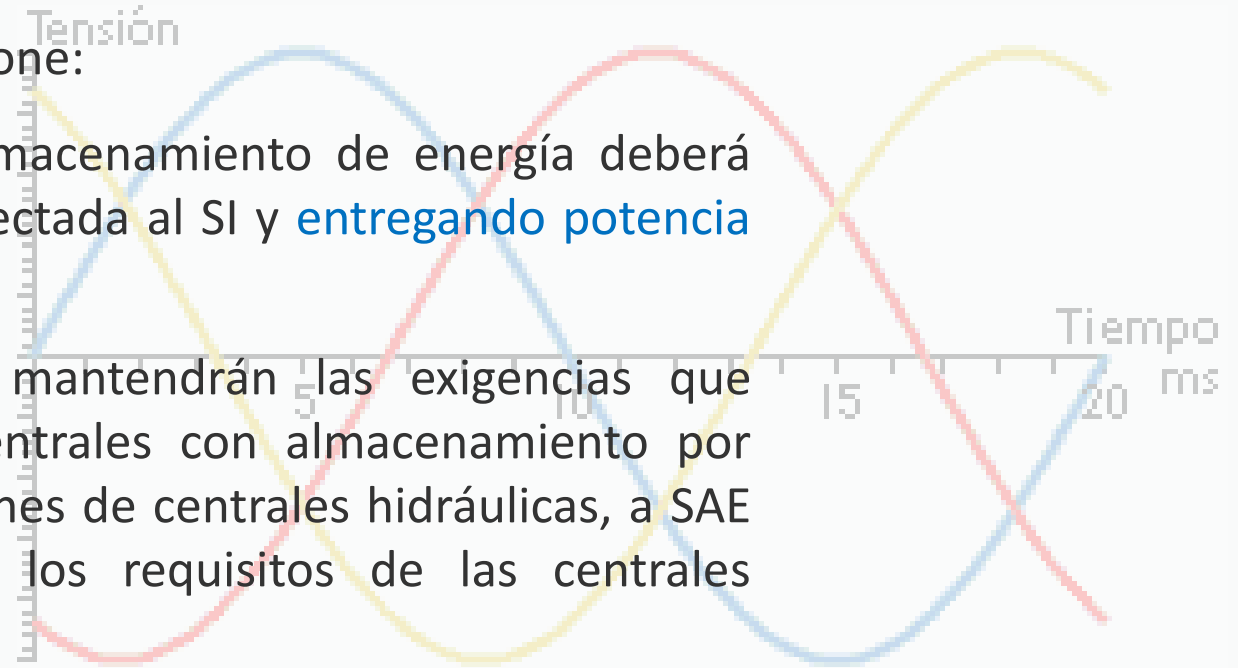 Tensión
one:
macenamiento de energía deberá
ectada al SI y entregando potencia
Tiempo
ms
mantendrán las exigencias que
5 10 15 20
entrales con almacenamiento por
nes de centrales hidráulicas, a SAE
los requisitos de las centrales